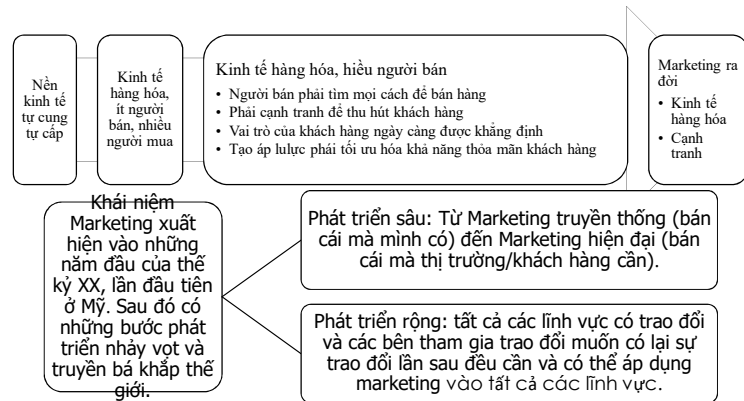 Nền
kinh tế
tự cung
tự cấp
Kinh tế
hàng hóa,
ít người
bán, nhiều
người mua
Kinh tế hàng hóa, hiều người bán
• Người bán phải tìm mọi cách để bán hàng
• Phải cạnh tranh để thu hút khách hàng
• Vai trò của khách hàng ngày càng được khẳng định
• Tạo áp lulực phái tối ưu hóa khả năng thỏa mãn khách hàng
Marketing ra
đời
• Kinh tế
hàng hóa
• Cạnh
tranh
Khái niệm
Marketing xuất
hiện vào những
năm đầu của thế
kỷ XX, lần đầu tiên
ở Mỹ. Sau đó có
những bước phát
triển nhảy vọt và
truyền bá khắp thế
giới.
Phát triển sâu: Từ Marketing truyền thống (bán
cái mà mình có) đến Marketing hiện đại (bán
cái mà thị trường/khách hàng cần).
Phát triển rộng: tất cả các lĩnh vực có trao đổi
và các bên tham gia trao đổi muốn có lại sự
trao đổi lần sau đều cần và có thể áp dụng
marketing vào tất cả các lĩnh vực.